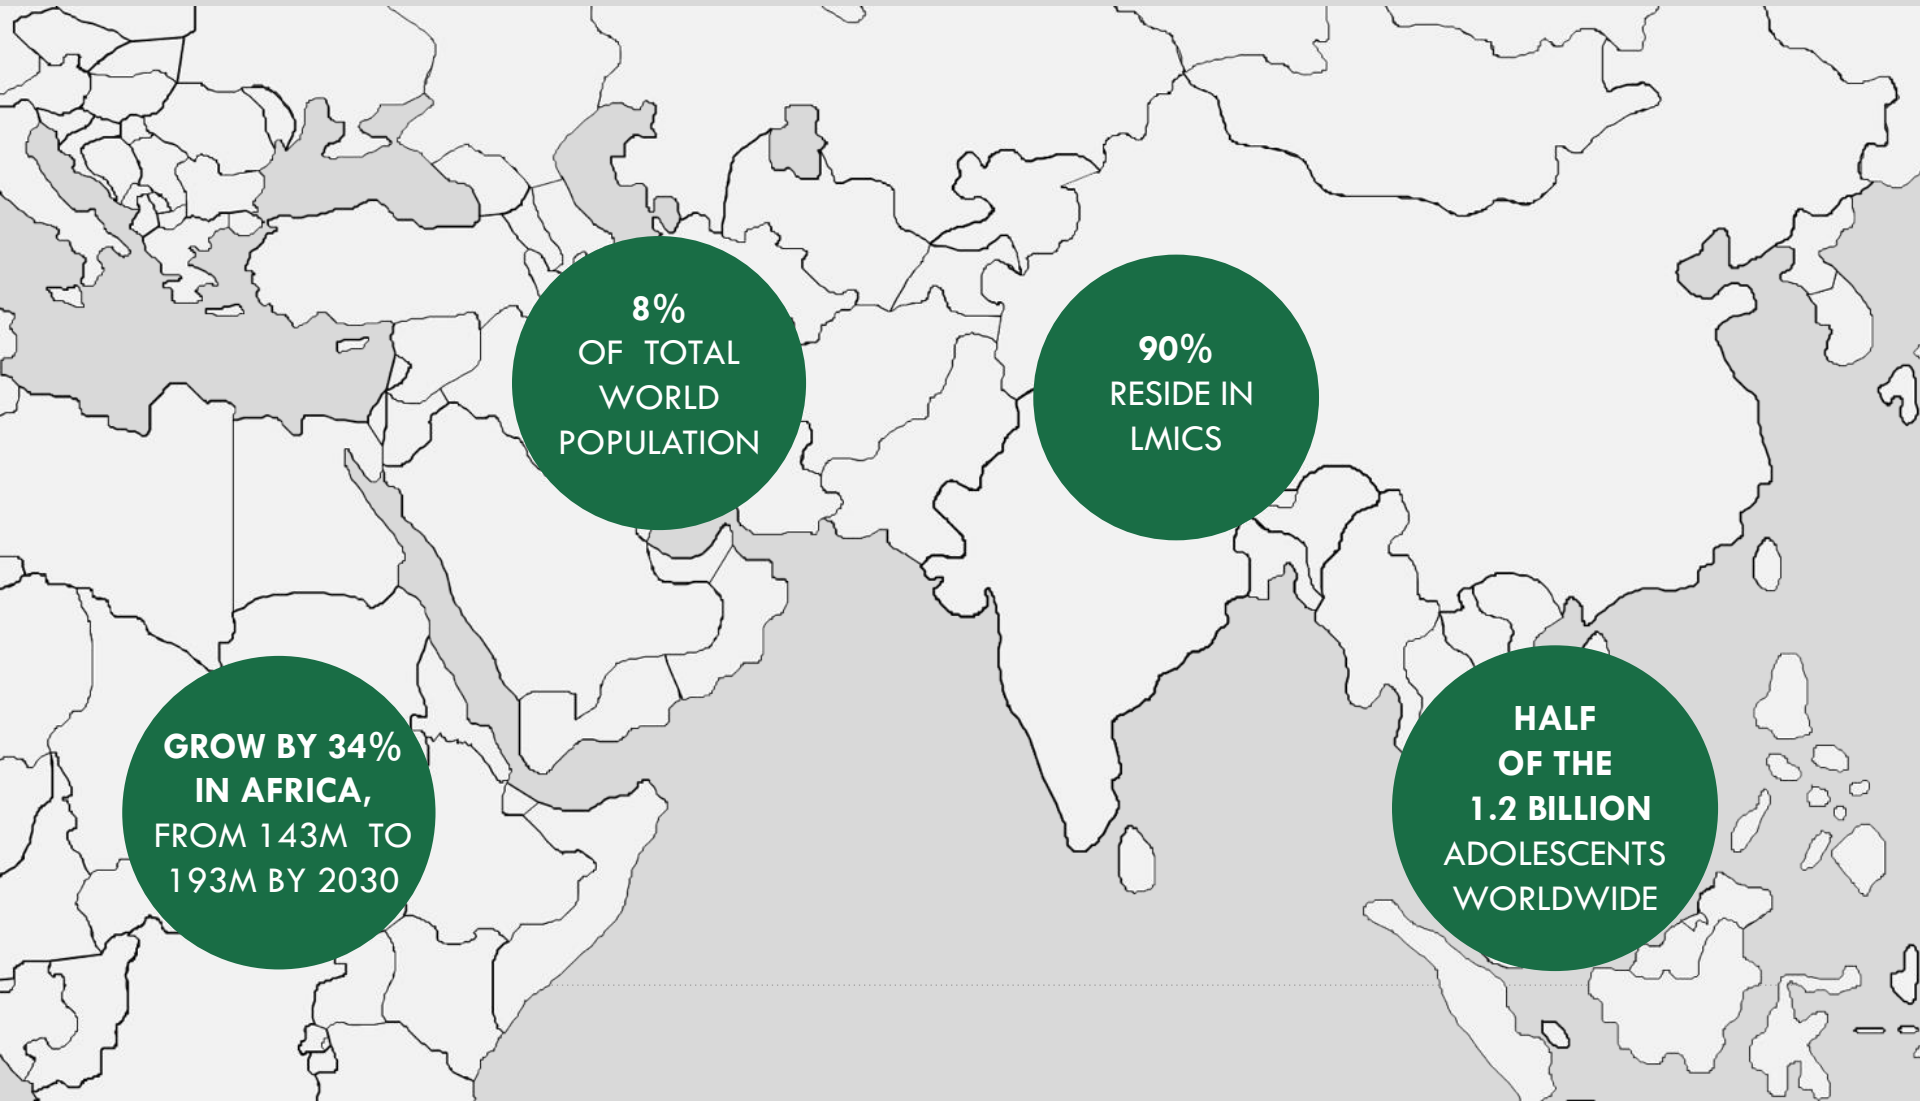 8%
OF TOTAL
WORLD
POPULATION
90%
RESIDE IN
LMICS
GROW BY 34%
IN AFRICA,
FROM 143M TO
193M BY 2030
HALF
OF THE
1.2 BILLION
ADOLESCENTS
WORLDWIDE